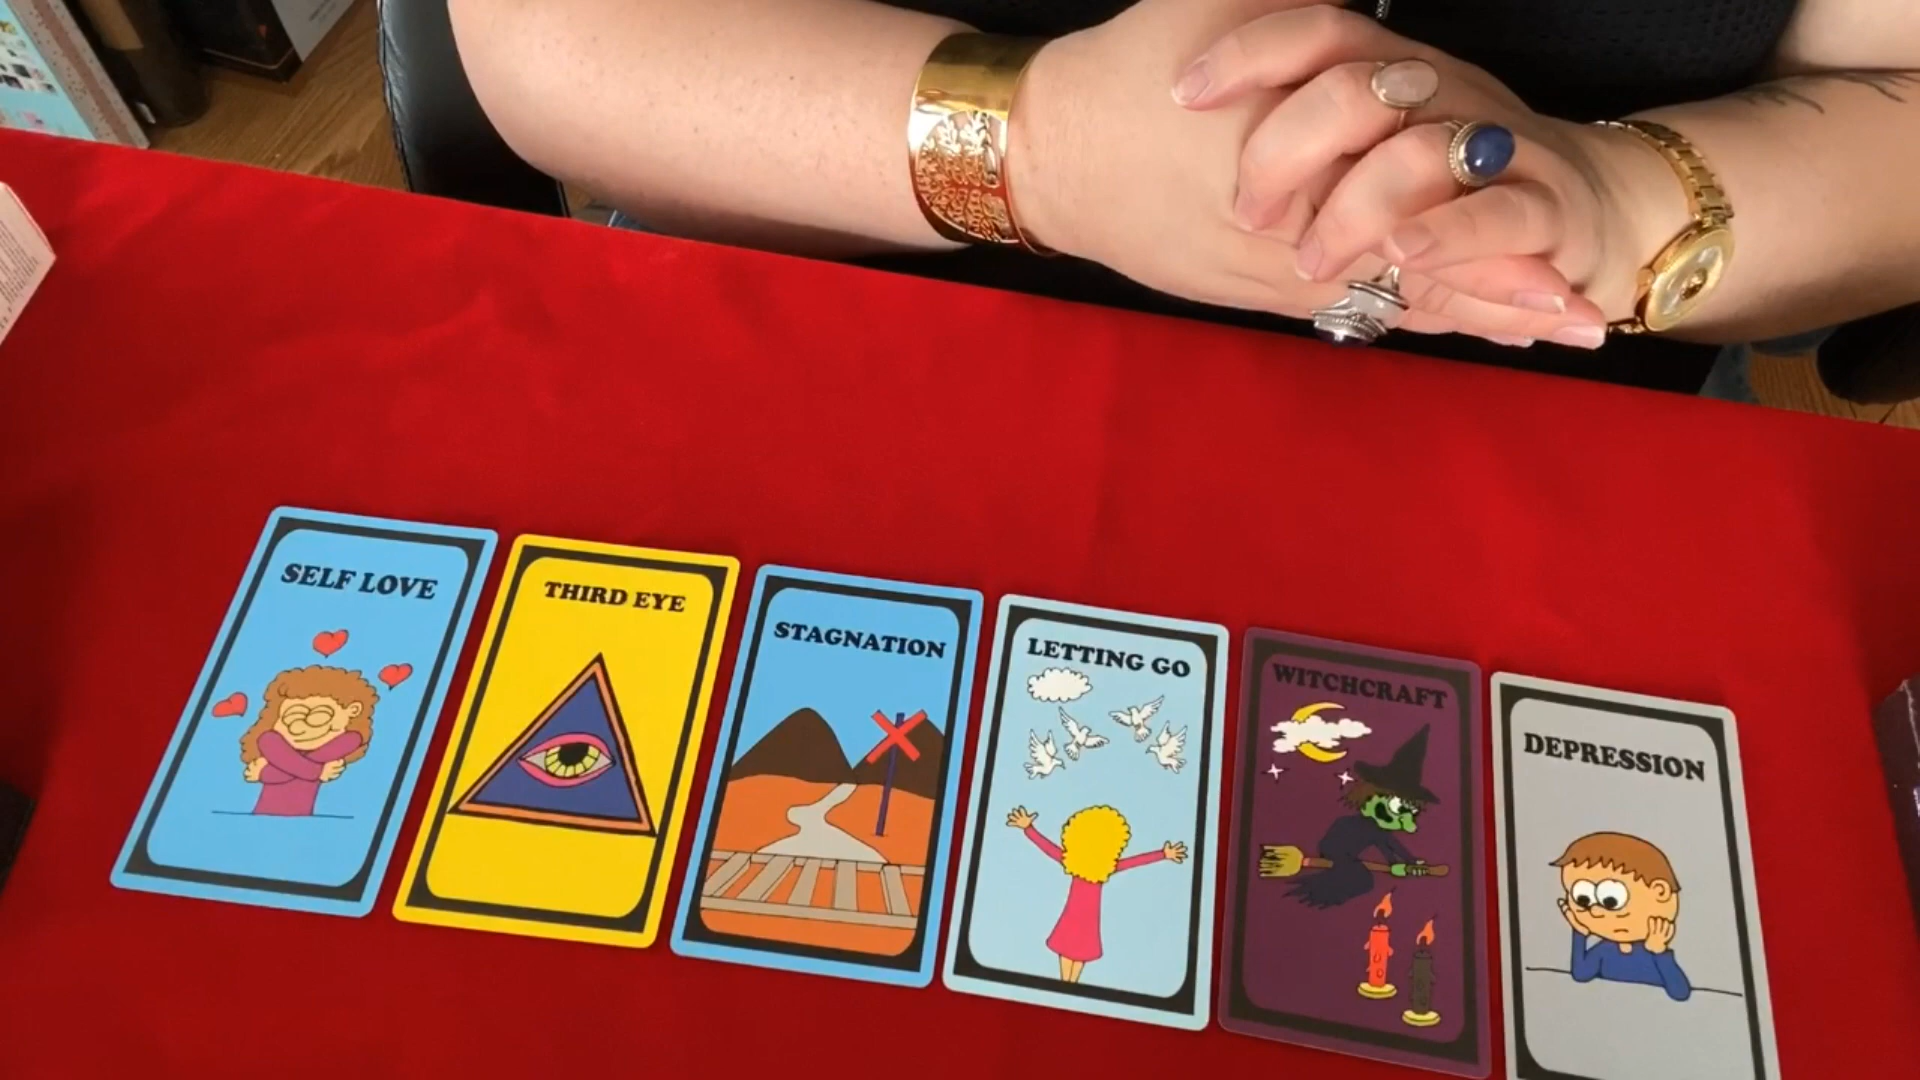 SELF LOVE
THIRD EYE
STAGNATION
LETTING GO
WITCHCRAFT
DEPRESSION